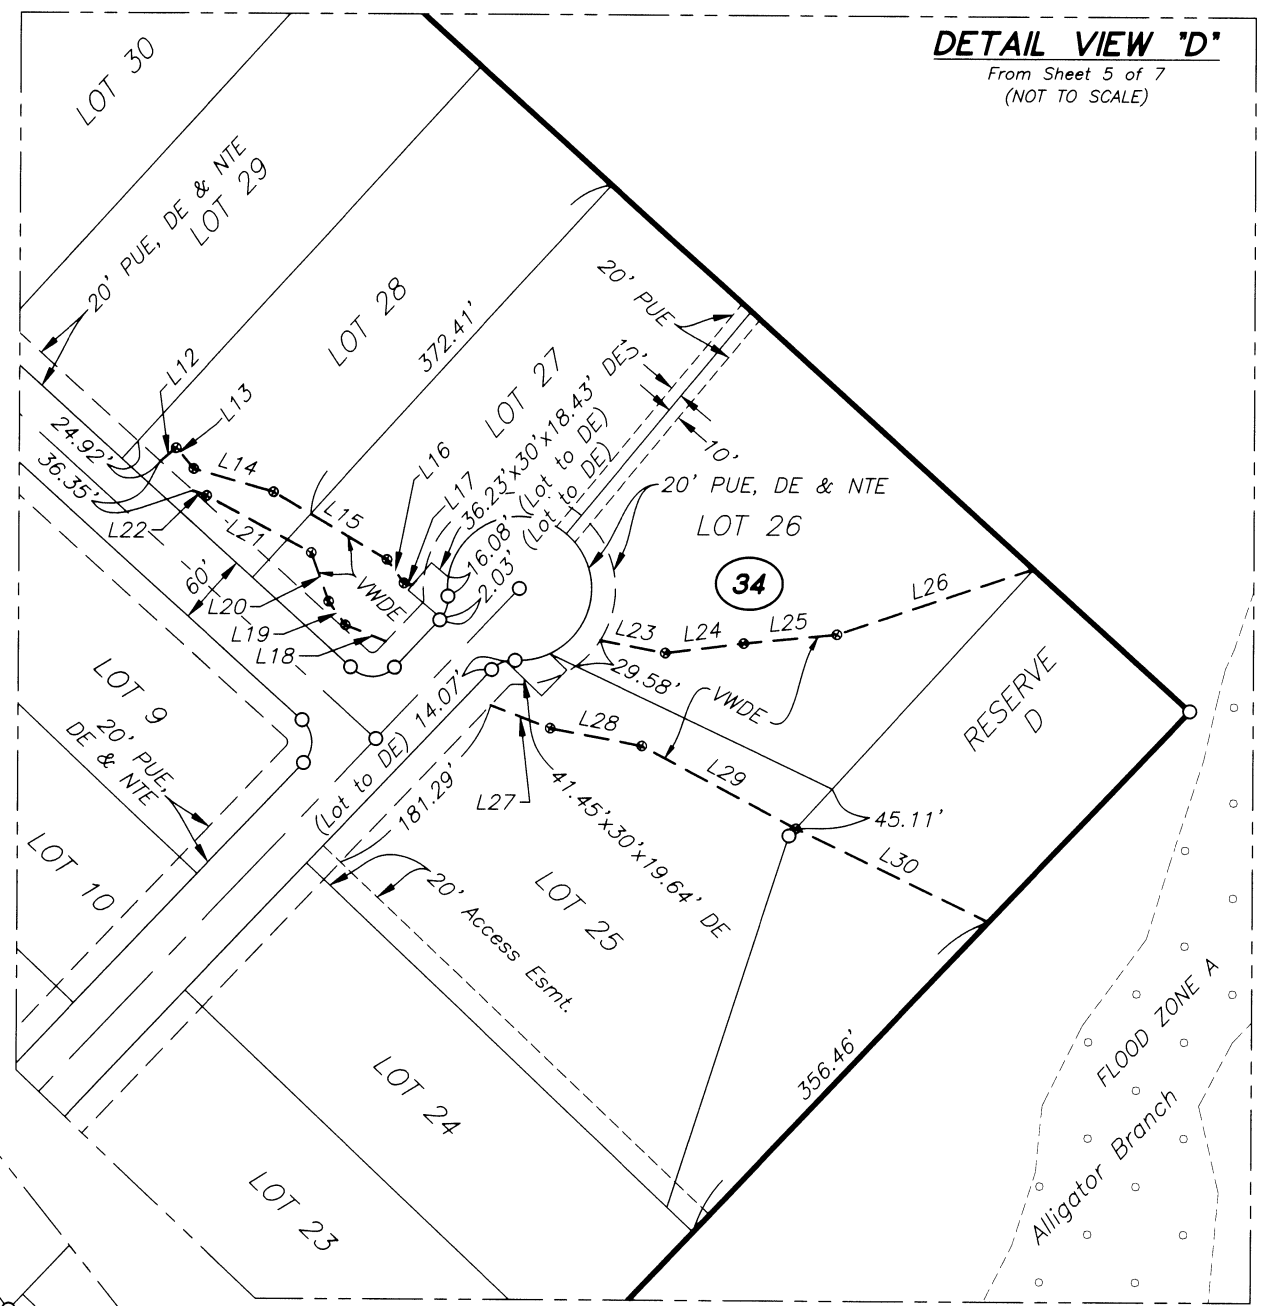 DETAIL VIEW "D"
From Sheet 5 of 7
(NOT TO SCALE)
LOT 30
20' PUE, DE & NTE
LOT 29
LOT 28
372.41'
20' PUE
LOT 27
36.23'x30'x18.43' DE
5'
(Lot to DE)
16.08' (Lot to DE)
2.03' (Lot to DE)
10'
L12
L13
24.92'
36.35'
L14
L15
L16
L17
L22
L21
60'
L20
VWDE
L19
L18
20' PUE, DE & NTE
LOT 26
34
L23
L24
L25
L26
29.58'
VWDE
RESERVE
D
LOT 9
20' PUE,
DE & NTE
(Lot to DE) 14.07'
181.29'
L27
L28
L29
45.11'
L30
41.45'x30'x19.64' DE
LOT 10
20' Access Esmt.
LOT 25
LOT 24
LOT 23
356.46'
FLOOD ZONE A
Alligator Branch